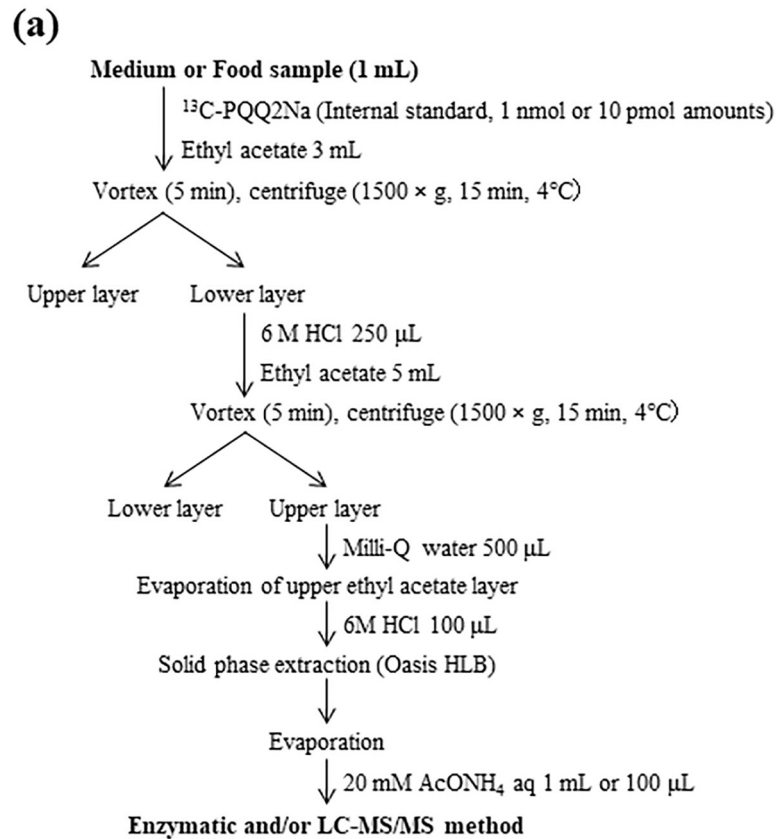 (a)
Medium or Food sample (1 mL)
¹³C-PQQ2Na (Internal standard, 1 nmol or 10 pmol amounts)
Ethyl acetate 3 mL
Vortex (5 min), centrifuge (1500 × g, 15 min, 4°C)
Upper layer Lower layer
6 M HCl 250 μL
Ethyl acetate 5 mL
Vortex (5 min), centrifuge (1500 × g, 15 min, 4°C)
Lower layer Upper layer
Milli-Q water 500 μL
Evaporation of upper ethyl acetate layer
6M HCl 100 μL
Solid phase extraction (Oasis HLB)
Evaporation
20 mM AcONH₄ aq 1 mL or 100 μL
Enzymatic and/or LC-MS/MS method